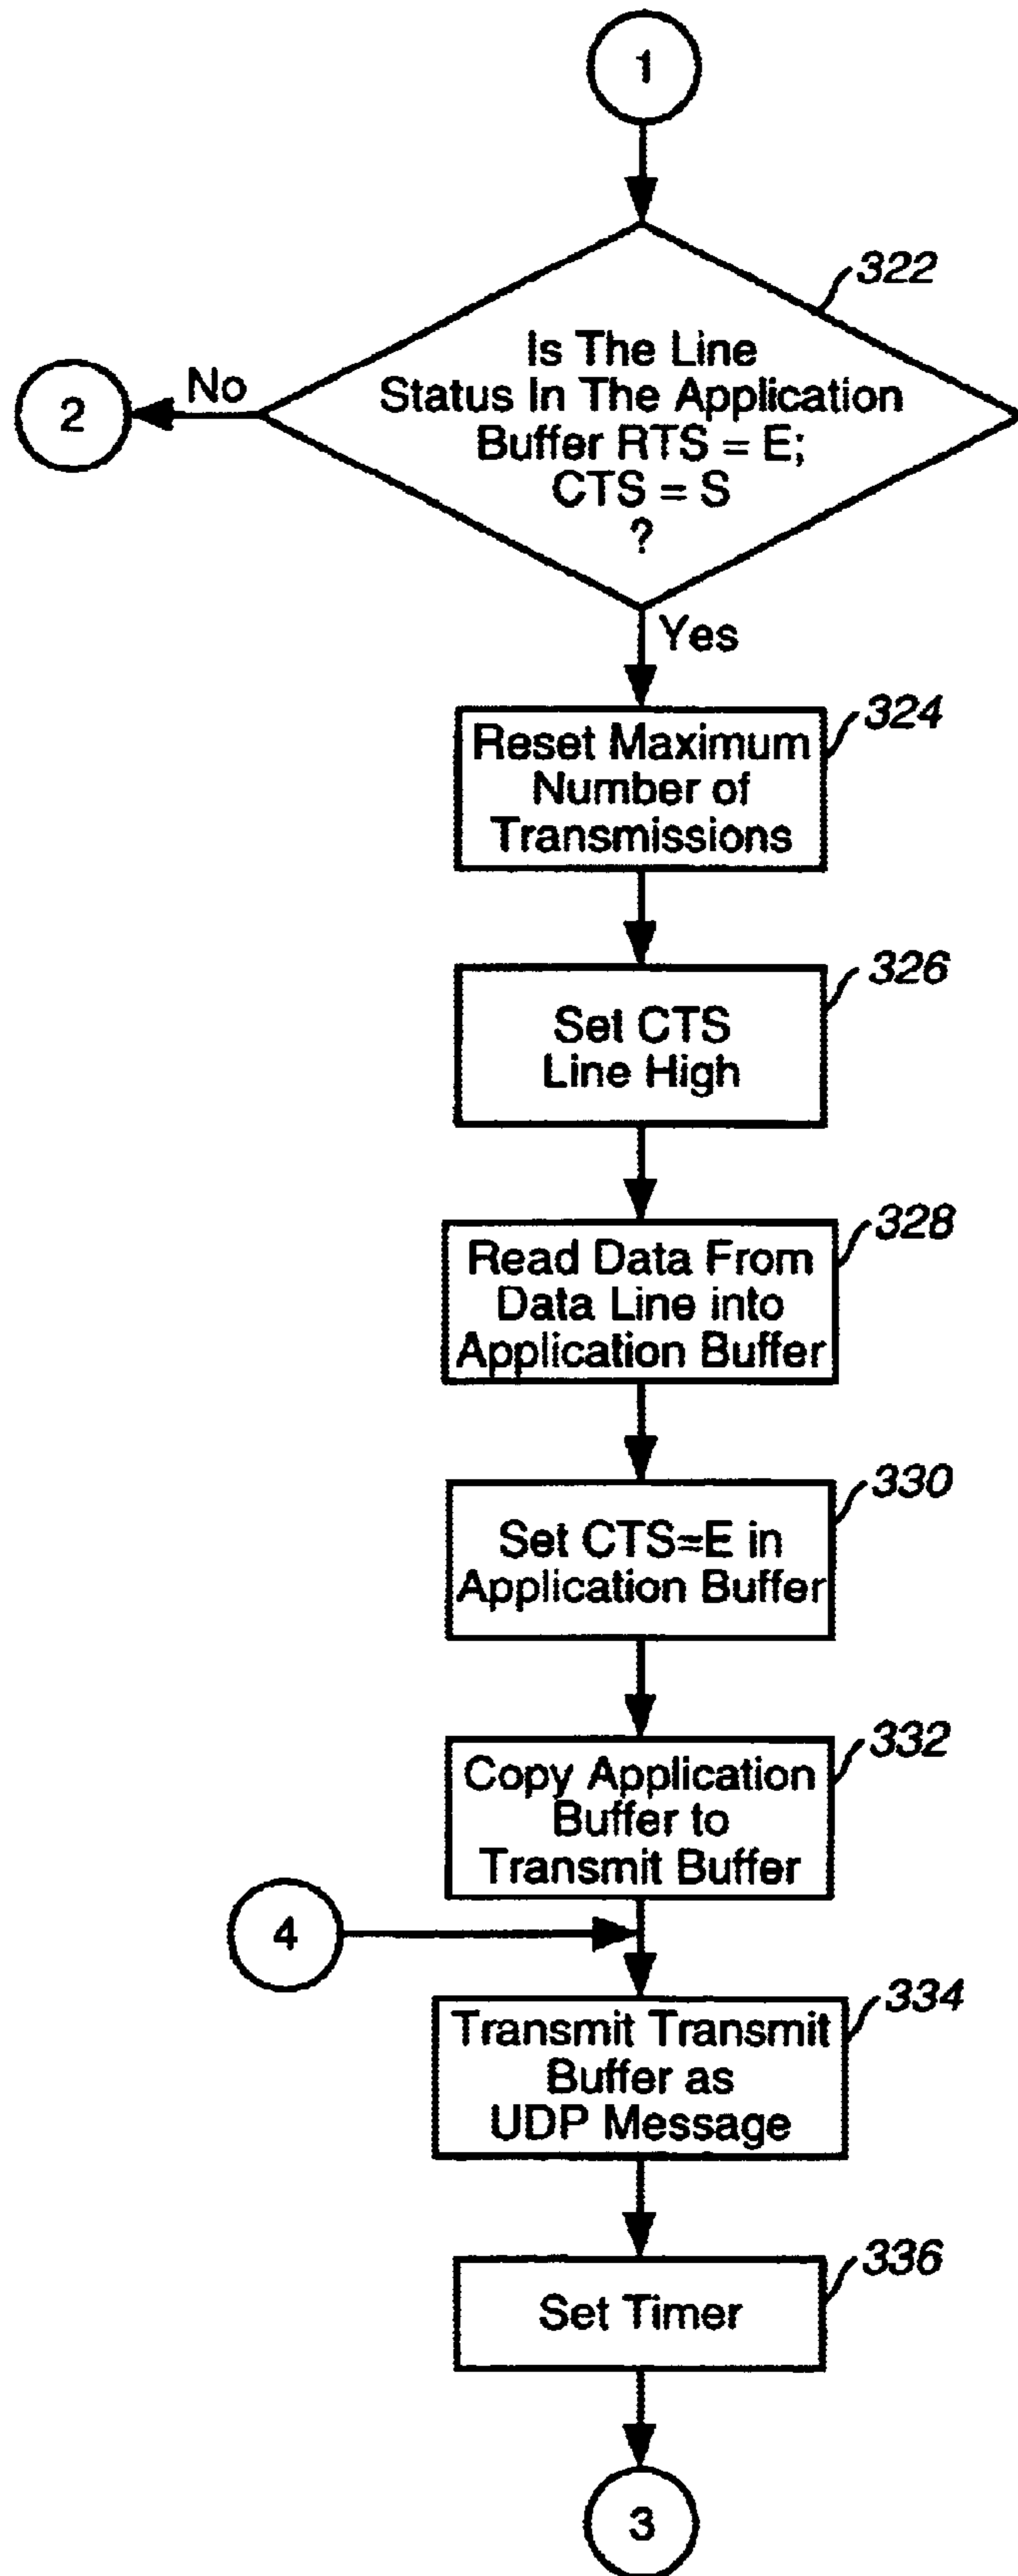 1
322
Is The Line
Status In The Application
Buffer RTS = E;
CTS = S
?
No
2
Yes
324
Reset Maximum
Number of
Transmissions
326
Set CTS
Line High
328
Read Data From
Data Line into
Application Buffer
330
Set CTS=E in
Application Buffer
332
Copy Application
Buffer to
Transmit Buffer
4
334
Transmit Transmit
Buffer as
UDP Message
336
Set Timer
3